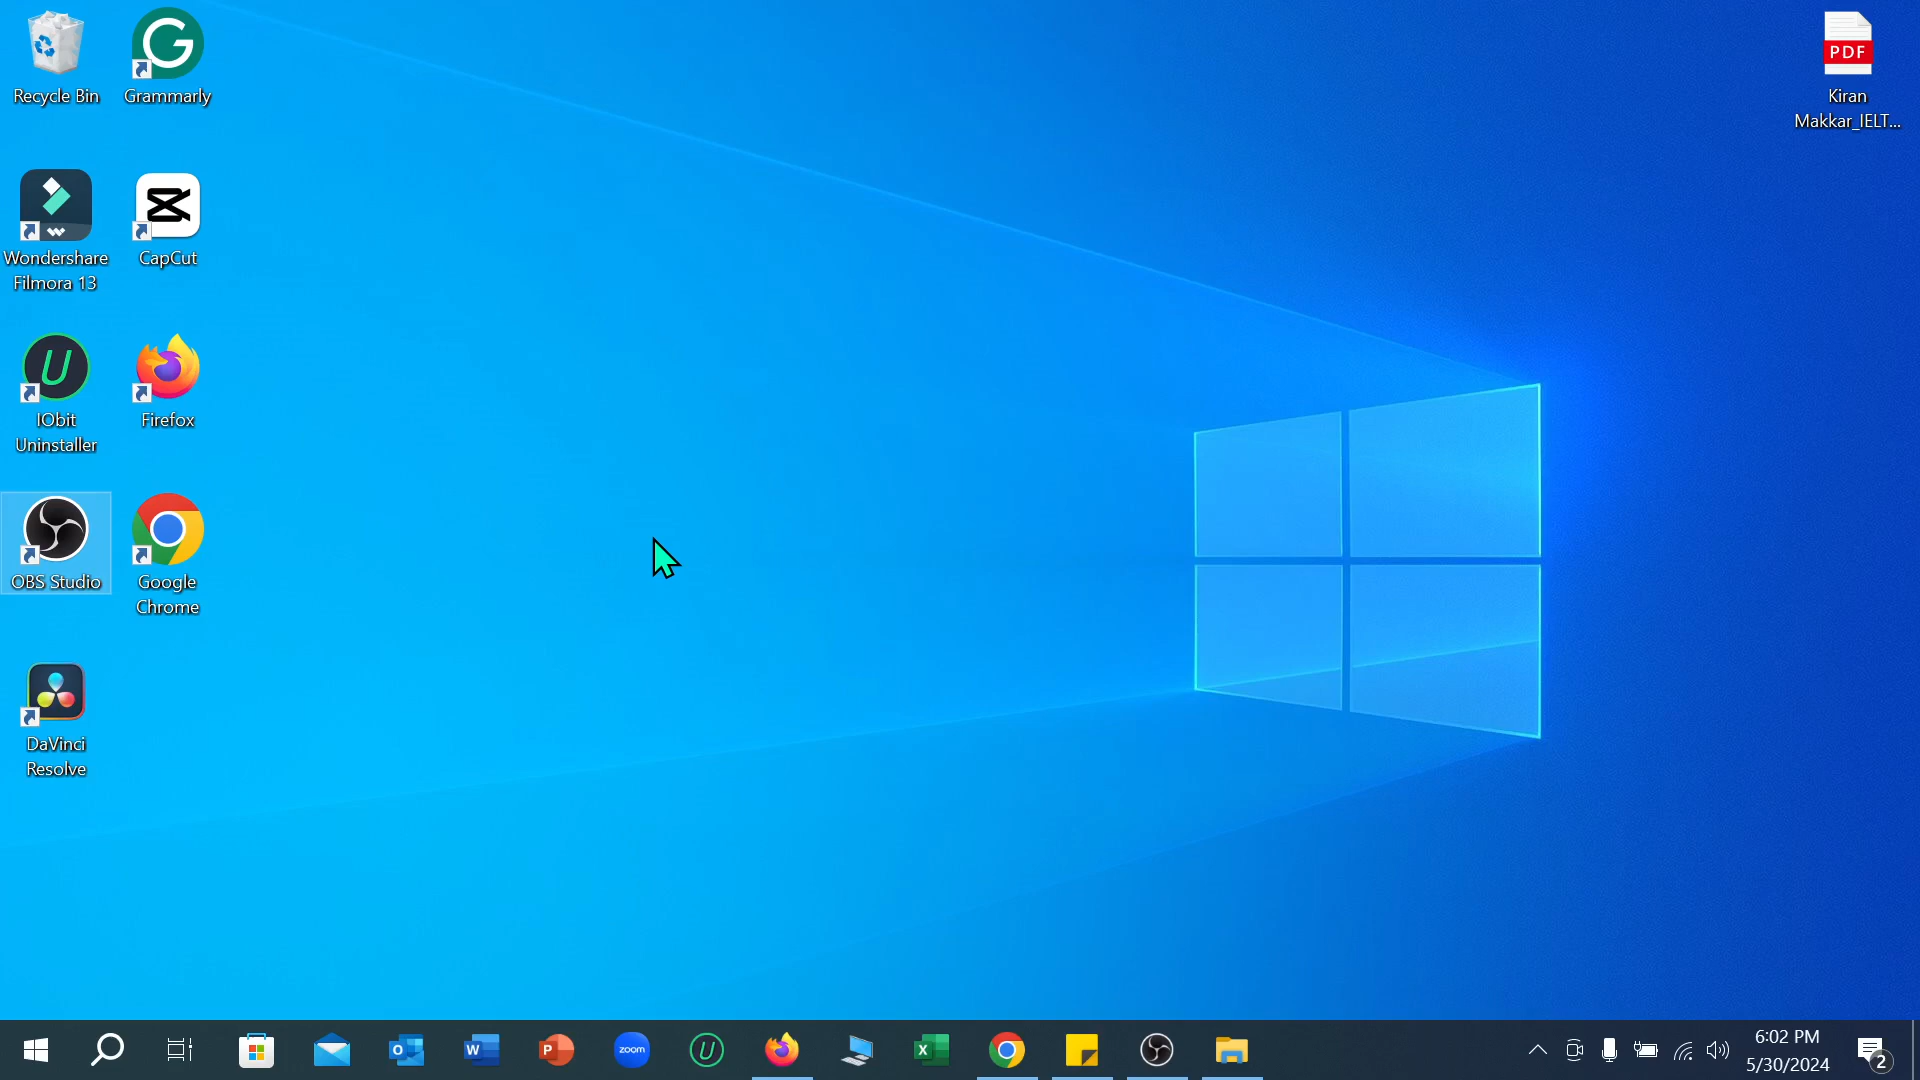 Recycle Bin
Grammarly
PDF
Kiran
Makkar_IELT...
Wondershare
Filmora 13
CapCut
IObit
Uninstaller
Firefox
OBS Studio
Google
Chrome
DaVinci
Resolve
zoom
6:02 PM
5/30/2024
2